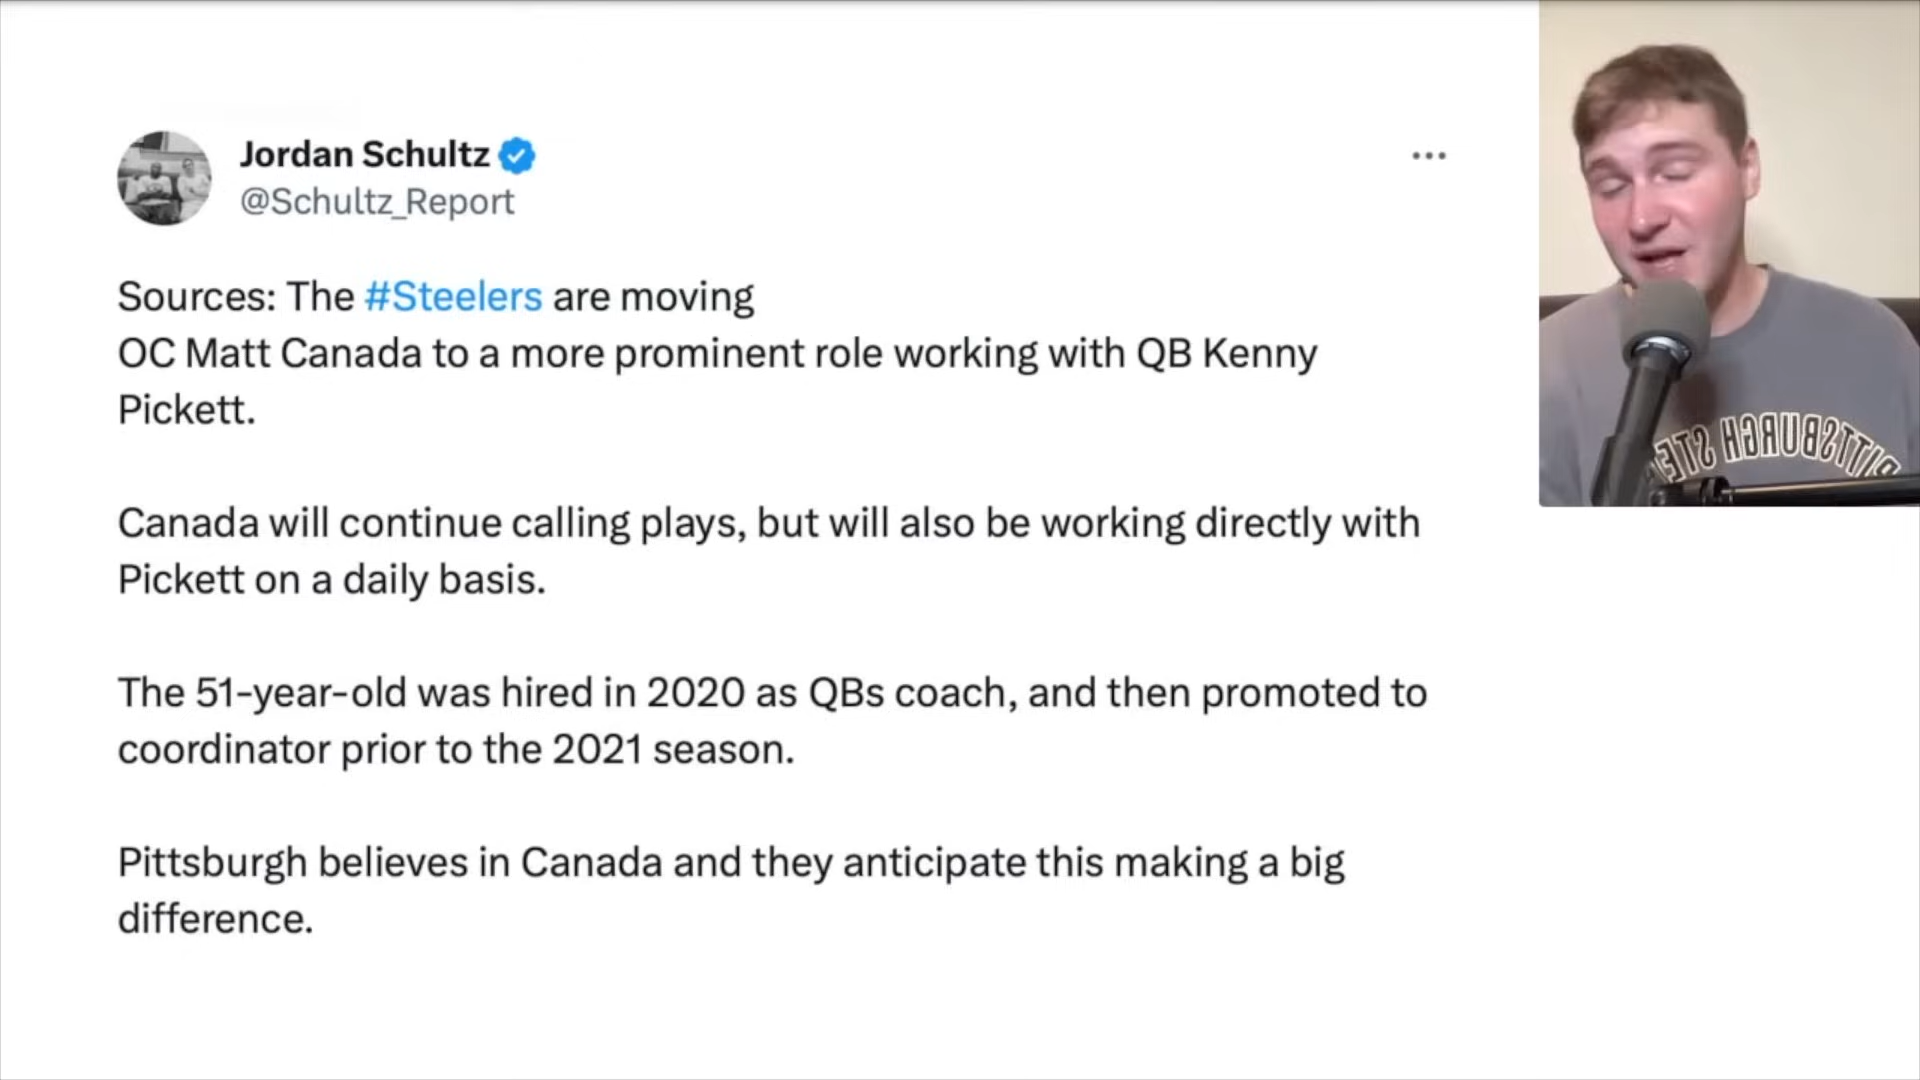 Jordan Schultz
@Schultz_Report
Sources: The #Steelers are moving
OC Matt Canada to a more prominent role working with QB Kenny
Pickett.
Canada will continue calling plays, but will also be working directly with
Pickett on a daily basis.
The 51-year-old was hired in 2020 as QBs coach, and then promoted to
coordinator prior to the 2021 season.
Pittsburgh believes in Canada and they anticipate this making a big
difference.
PITTSBURGH STE